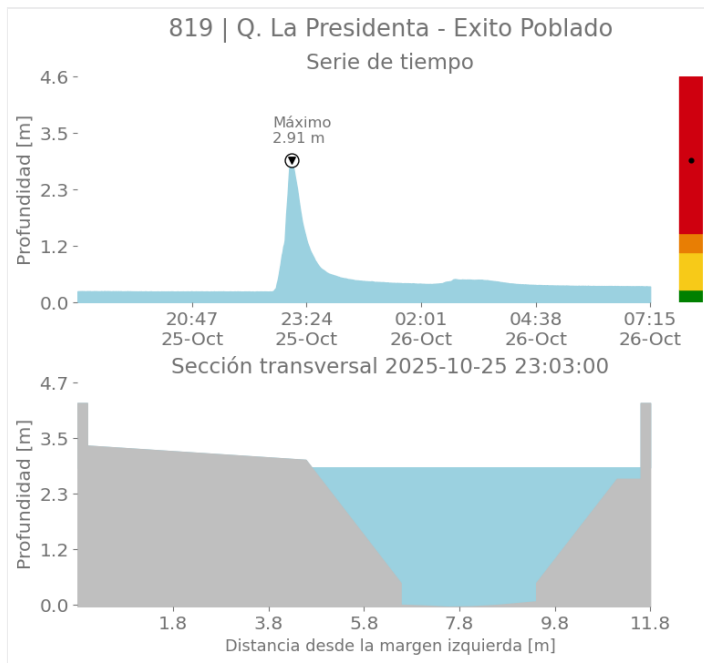 819 | Q. La Presidenta - Exito Poblado
Serie de tiempo
Profundidad [m]
4.6
3.5
2.3
1.2
0.0
Máximo
2.91 m
20:47 23:24 02:01 04:38 07:15
25-Oct 25-Oct 26-Oct 26-Oct 26-Oct
Sección transversal 2025-10-25 23:03:00
Profundidad [m]
4.7
3.5
2.3
1.2
0.0
1.8 3.8 5.8 7.8 9.8 11.8
Distancia desde la margen izquierda [m]